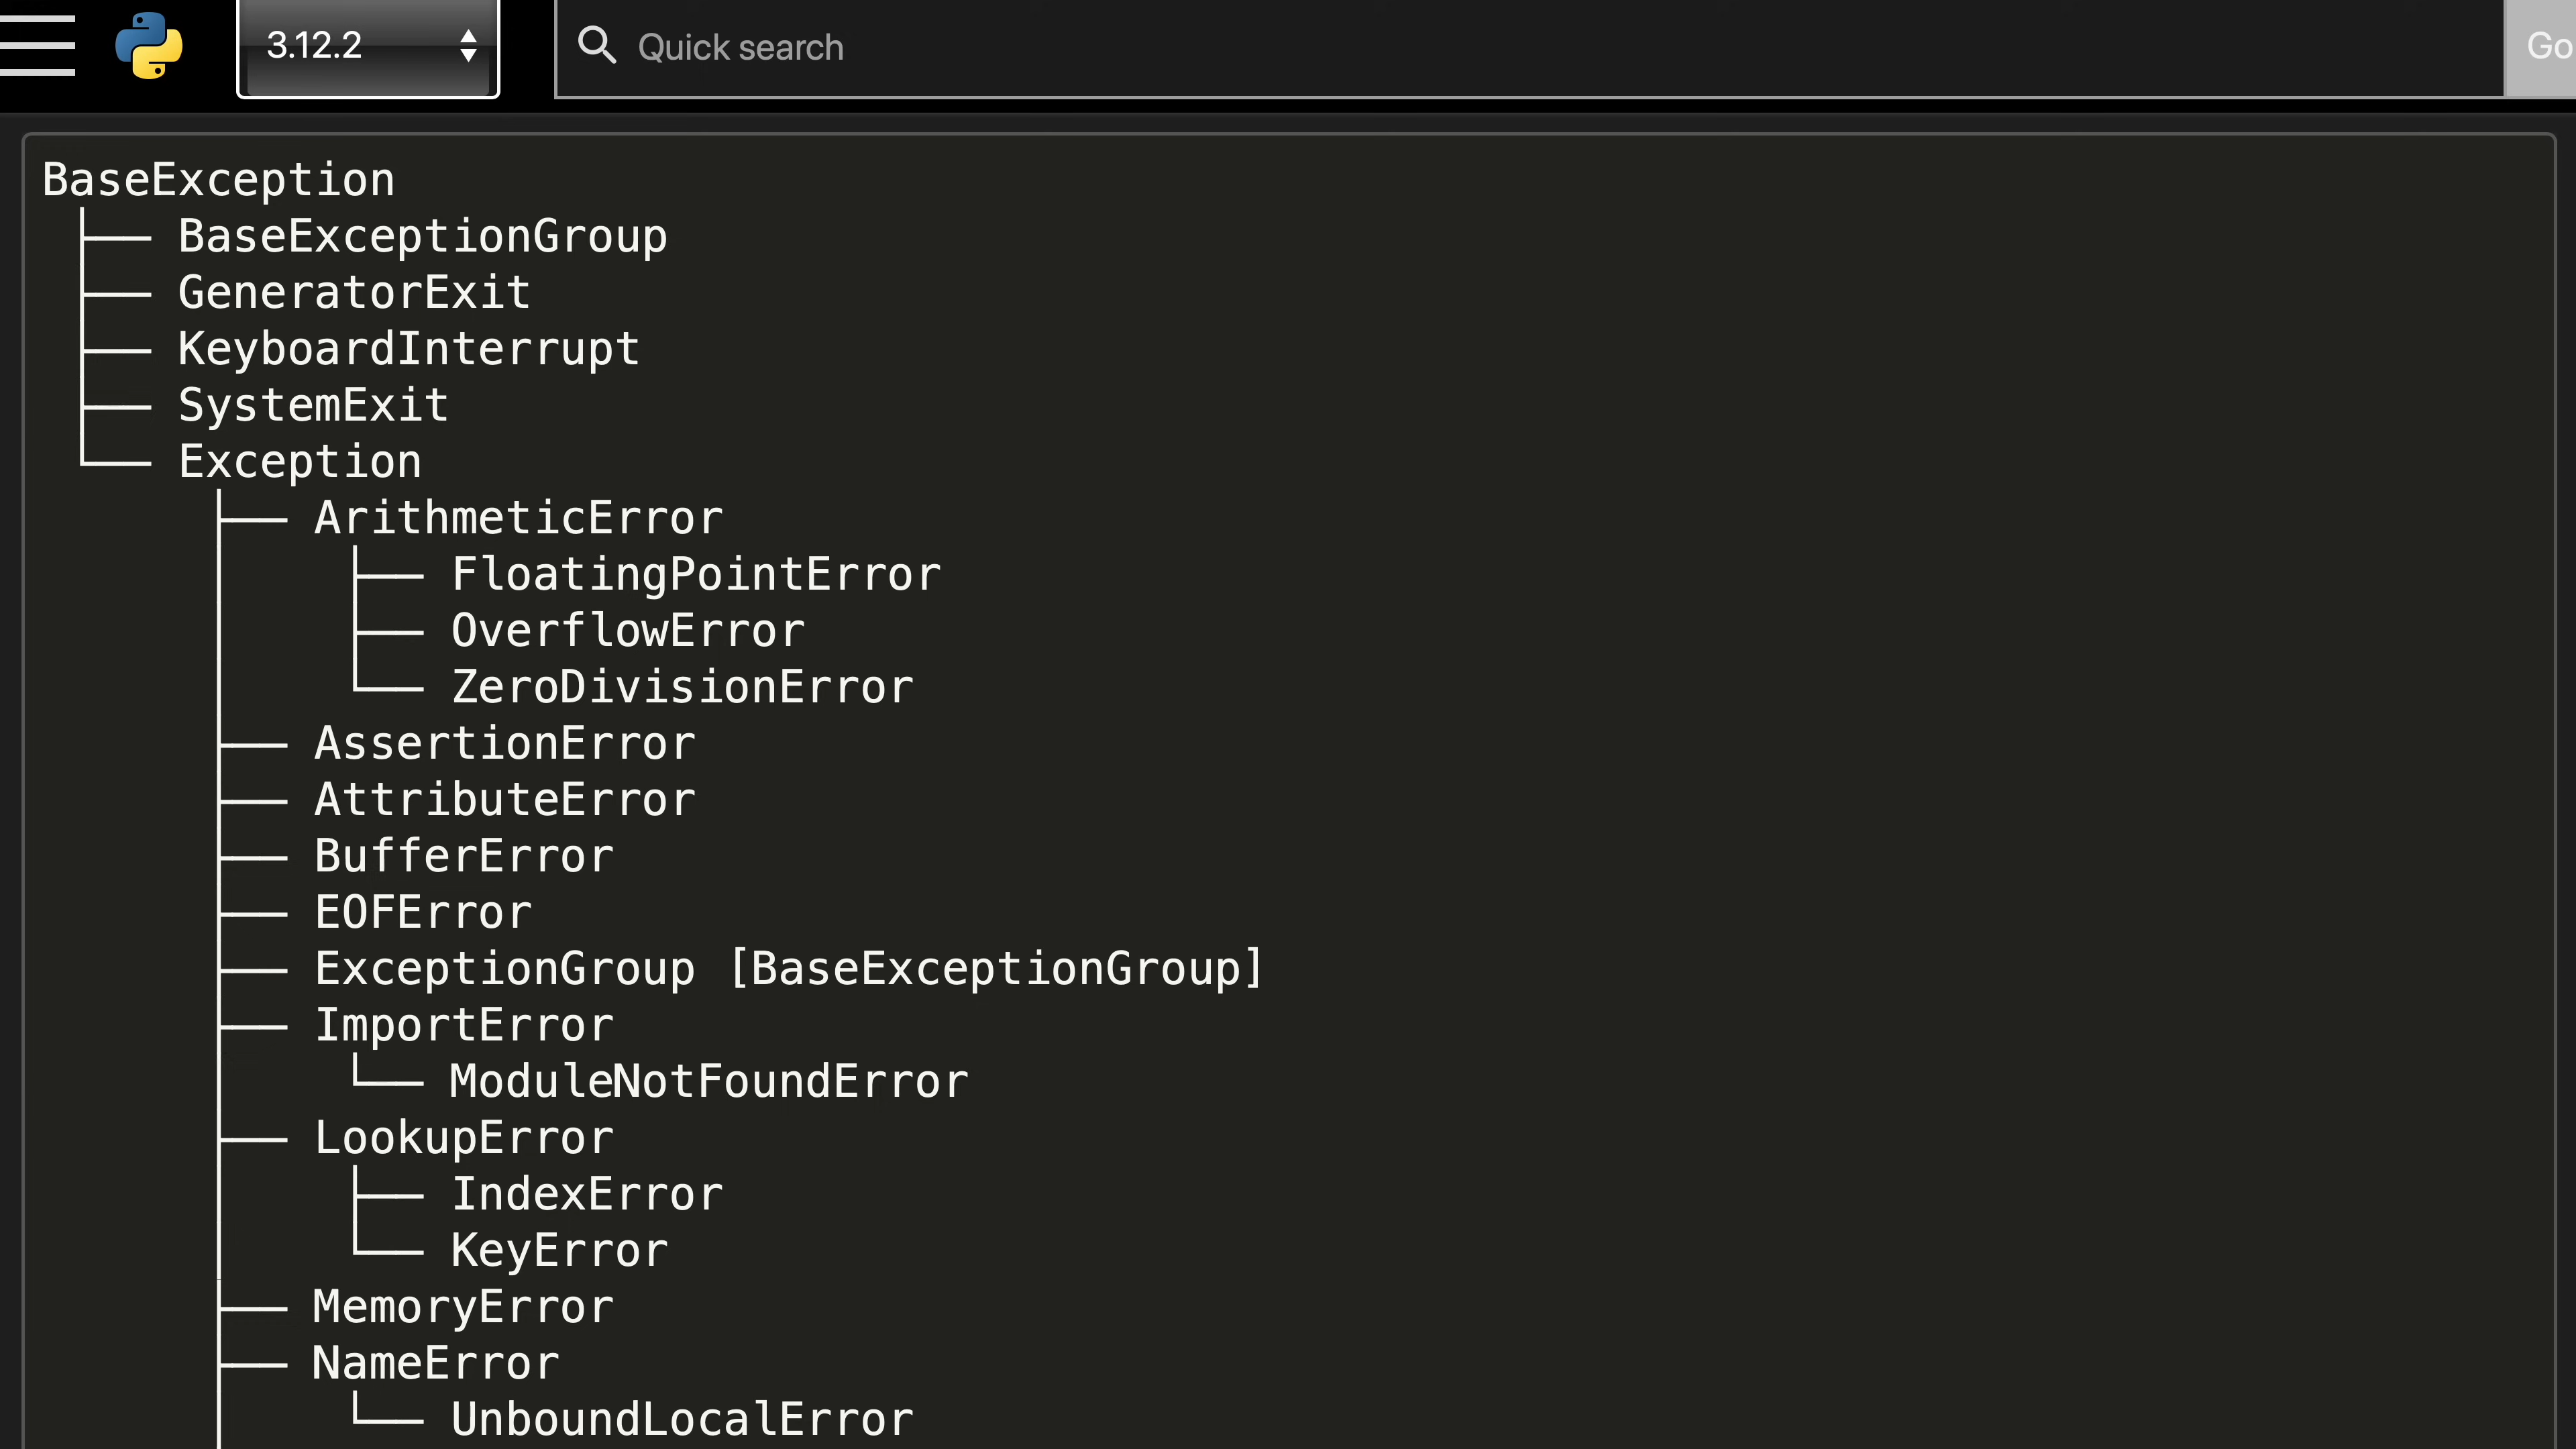 3.12.2
Quick search
Go
BaseException
├── BaseExceptionGroup
├── GeneratorExit
├── KeyboardInterrupt
├── SystemExit
└── Exception
├── ArithmeticError
│    ├── FloatingPointError
│    ├── OverflowError
│    └── ZeroDivisionError
├── AssertionError
├── AttributeError
├── BufferError
├── EOFError
├── ExceptionGroup [BaseExceptionGroup]
├── ImportError
│    └── ModuleNotFoundError
├── LookupError
│    ├── IndexError
│    └── KeyError
├── MemoryError
├── NameError
│    └── UnboundLocalError